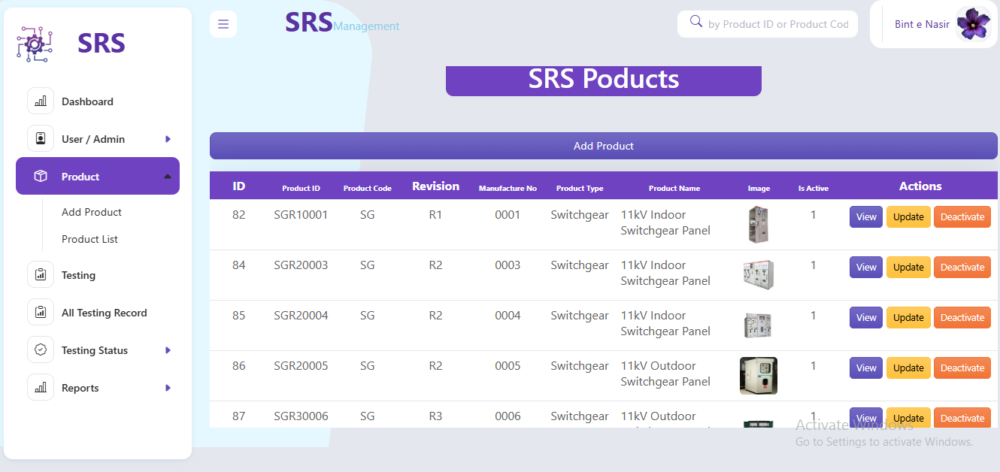 SRS
Dashboard
User / Admin
Product
Add Product
Product List
Testing
All Testing Record
Testing Status
Reports
SRSManagement
by Product ID or Product Cod
Bint e Nasir
SRS Poducts
Add Product
ID Product ID Product Code Revision Manufacture No Product Type Product Name Image Is Active Actions
82 SGR10001 SG R1 0001 Switchgear 11kV Indoor 1 View Update Deactivate
Switchgear Panel
84 SGR20003 SG R2 0003 Switchgear 11kV Indoor 1 View Update Deactivate
Switchgear Panel
85 SGR20004 SG R2 0004 Switchgear 11kV Indoor 1 View Update Deactivate
Switchgear Panel
86 SGR20005 SG R2 0005 Switchgear 11kV Outdoor 1 View Update Deactivate
Switchgear Panel
87 SGR30006 SG R3 0006 Switchgear 11kV Outdoor 1 View Update Deactivate
Activate Windows
Go to Settings to activate Windows.